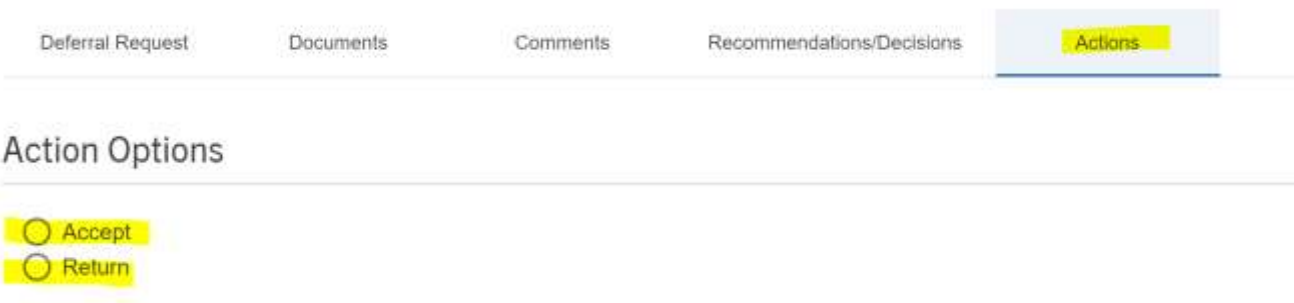 Deferral Request Documents Comments Recommendations/Decisions Actions
Action Options
Accept
Return